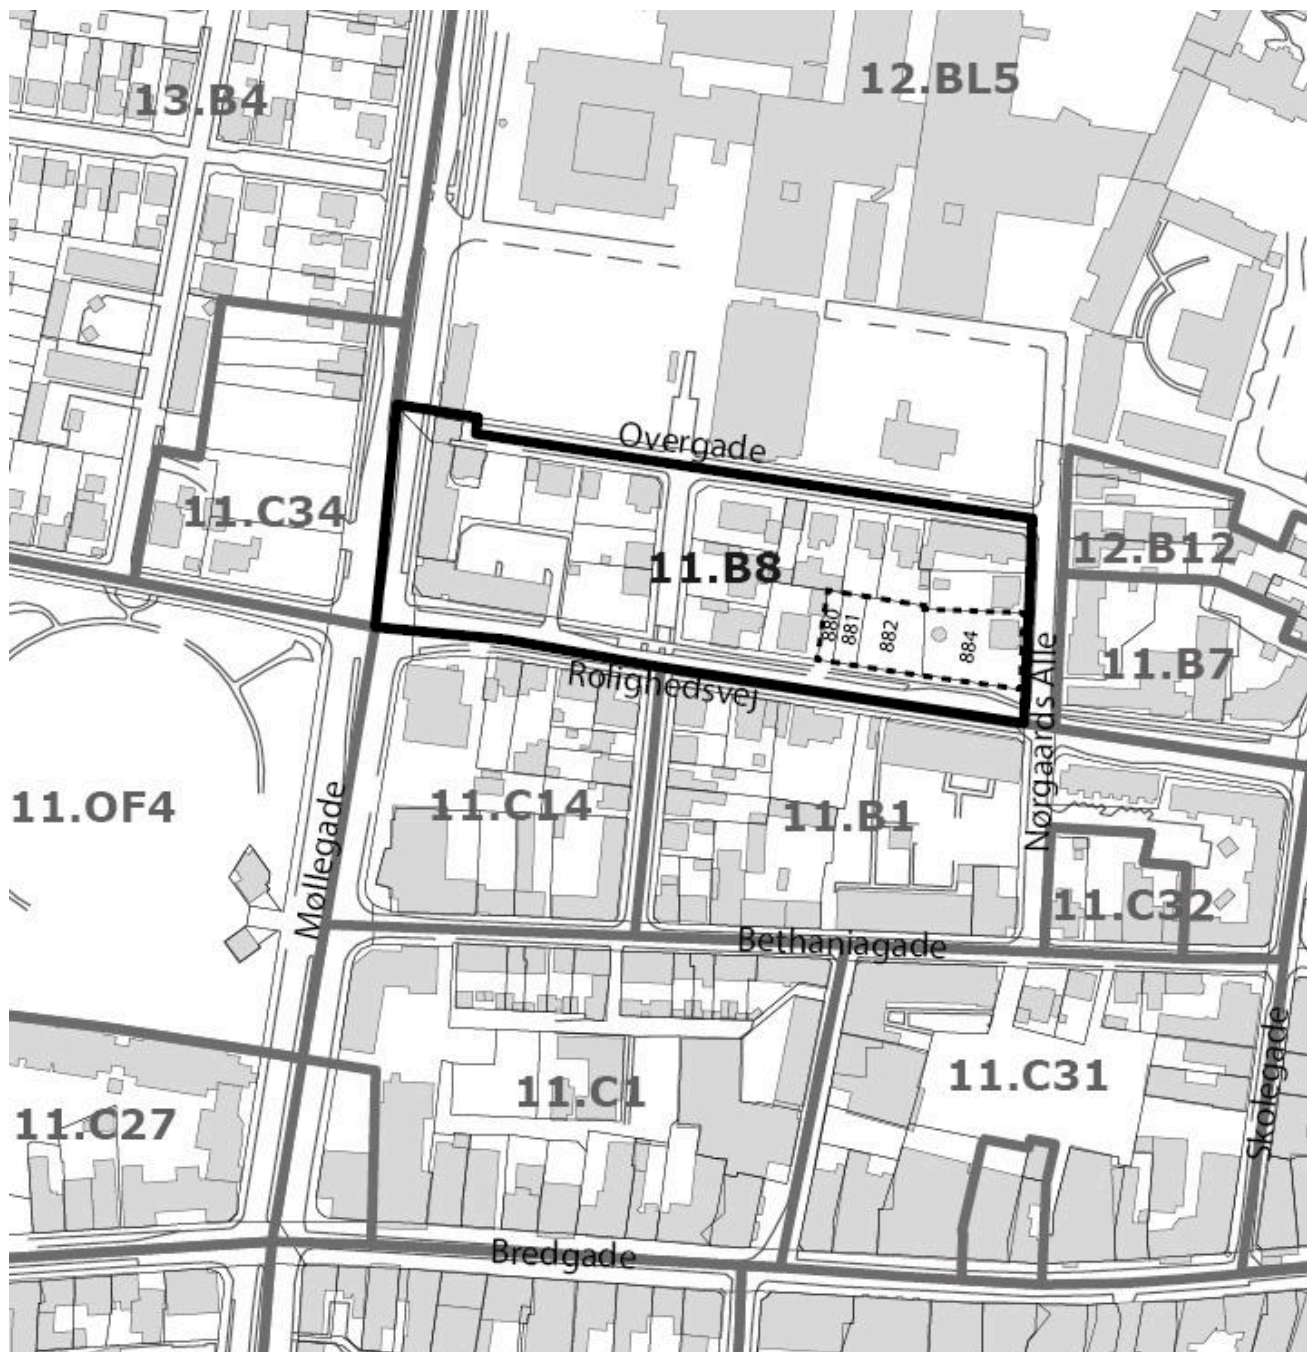 12.BL5
13.B4
Overgade
11.C34
12.B12
11.B8
880
881
882
884
11.B7
Rolighedsvej
Nørgaards Alle
11.OF4
Møllegade
11.C14
11.B1
11.C32
Bethaniagade
11.C1
11.C31
11.C27
Skolegade
Bredgade